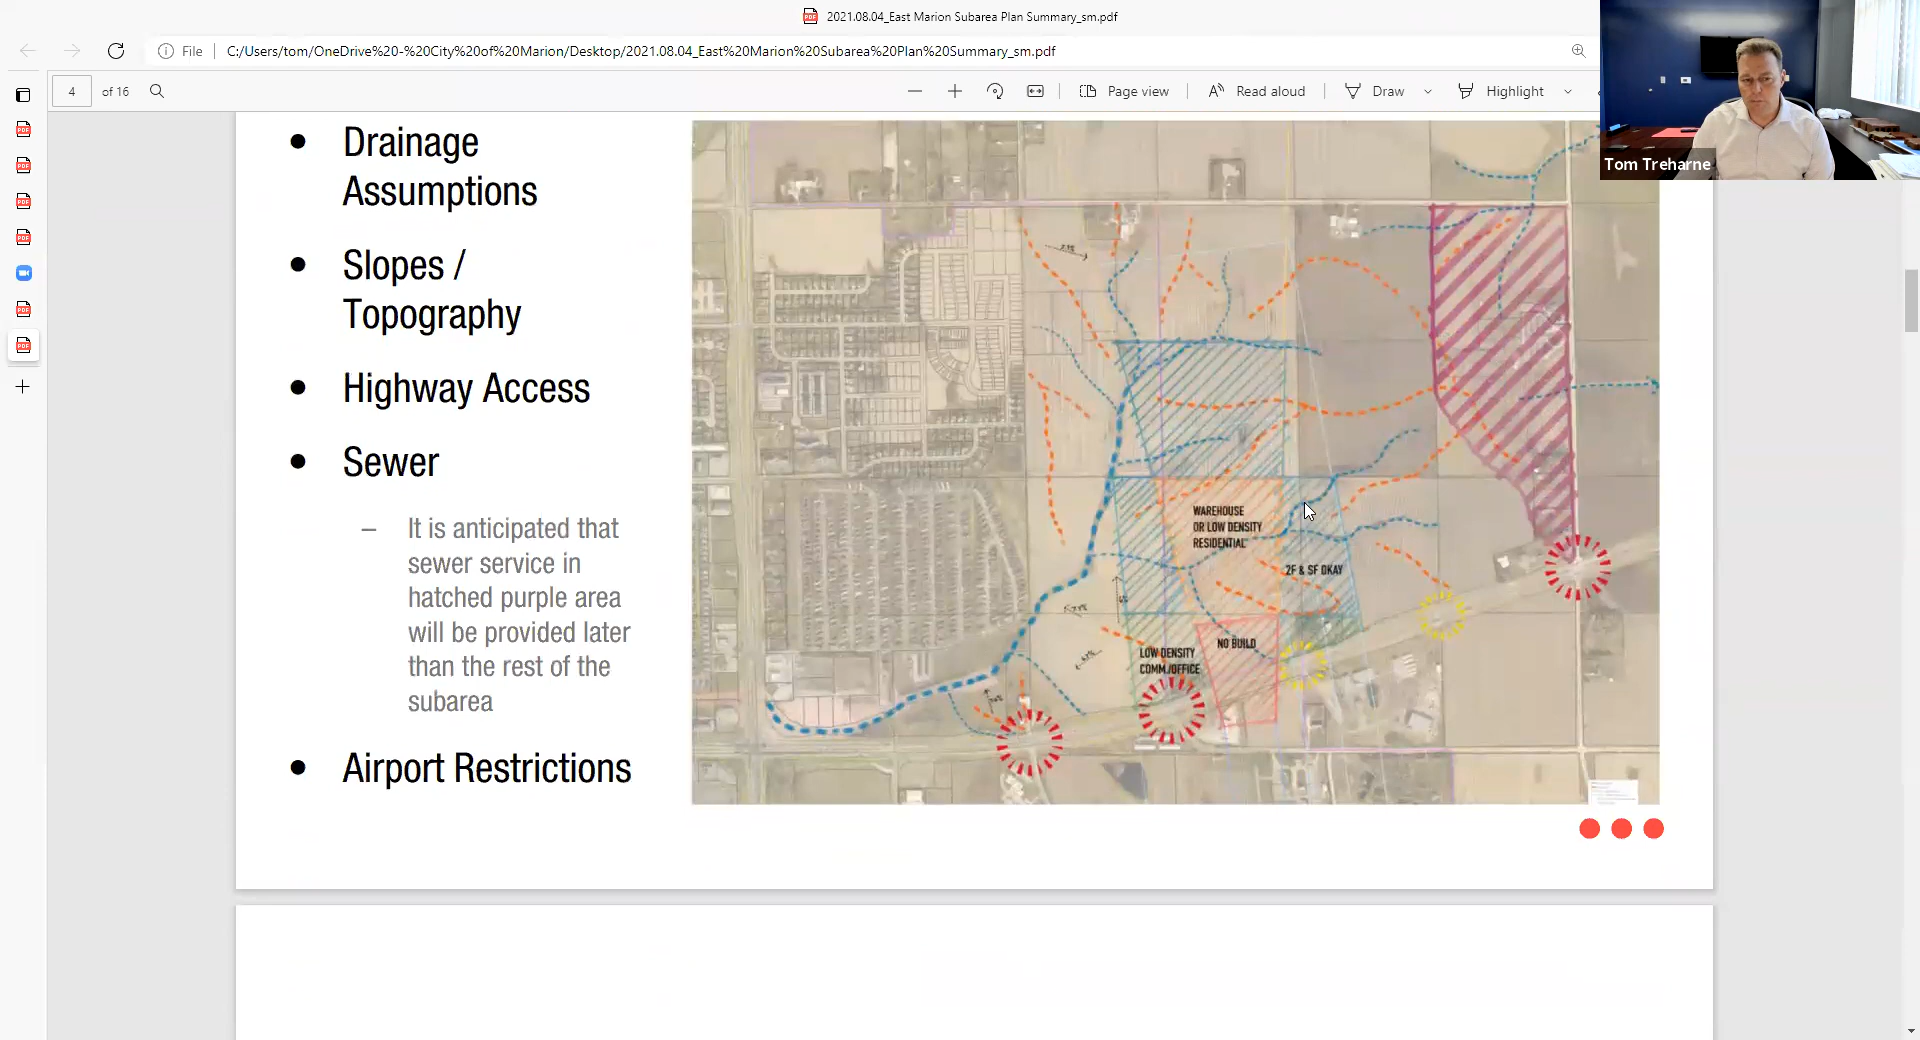 2021.08.04_East Marion Subarea Plan Summary_sm.pdf
File
C:/Users/tom/OneDrive%20-%20City%20of%20Marion/Desktop/2021.08.04_East%20Marion%20Subarea%20Plan%20Summary_sm.pdf
4 of 16
Page view
Read aloud
Draw
Highlight
Tom Treharne
• Drainage
Assumptions
• Slopes /
Topography
• Highway Access
• Sewer
– It is anticipated that
sewer service in
hatched purple area
will be provided later
than the rest of the
subarea
• Airport Restrictions
WAREHOUSE
OR LOW DENSITY
RESIDENTIAL
2F & SF OKAY
NO BUILD
LOW DENSITY
COMM./OFFICE